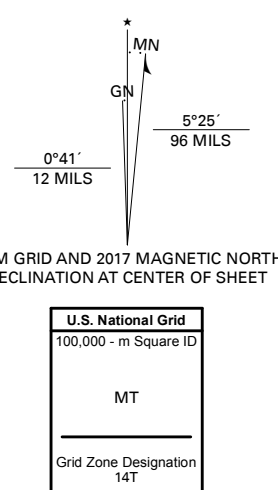 MN
GN
5°25´
96 MILS
0°41´
12 MILS
M GRID AND 2017 MAGNETIC NORTH
ECLINATION AT CENTER OF SHEET
U.S. National Grid
100,000 - m Square ID
MT
Grid Zone Designation
14T